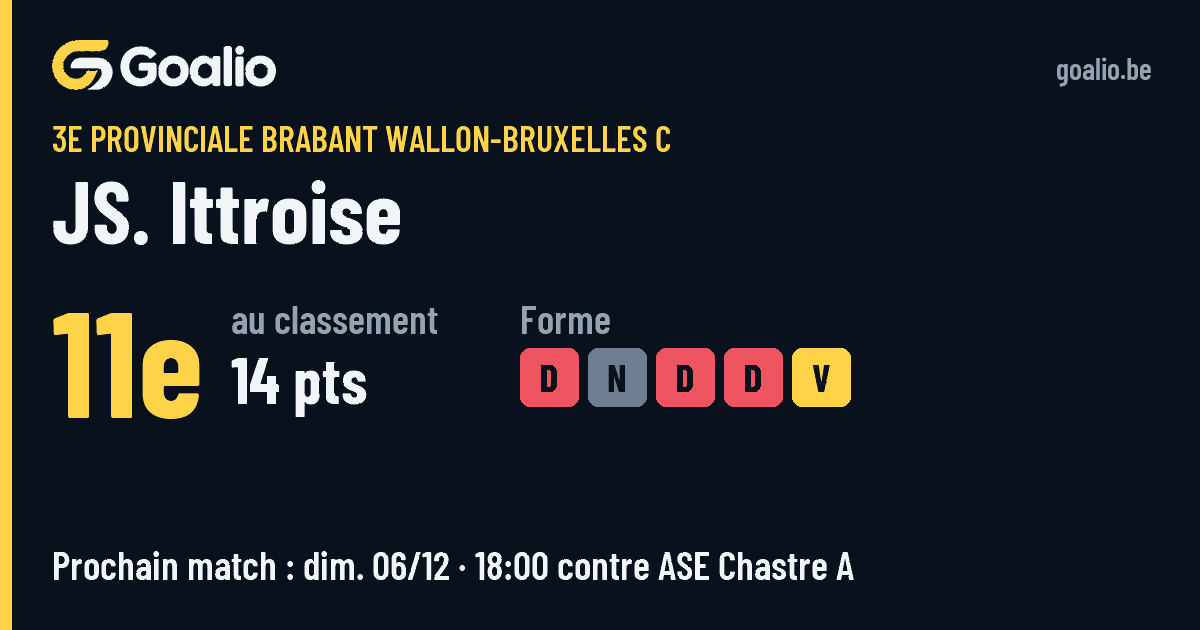 Goalio
goalio.be
3E PROVINCIALE BRABANT WALLON-BRUXELLES C
JS. Ittroise
11e
au classement
14 pts
Forme
D N D D V
Prochain match : dim. 06/12 · 18:00 contre ASE Chastre A